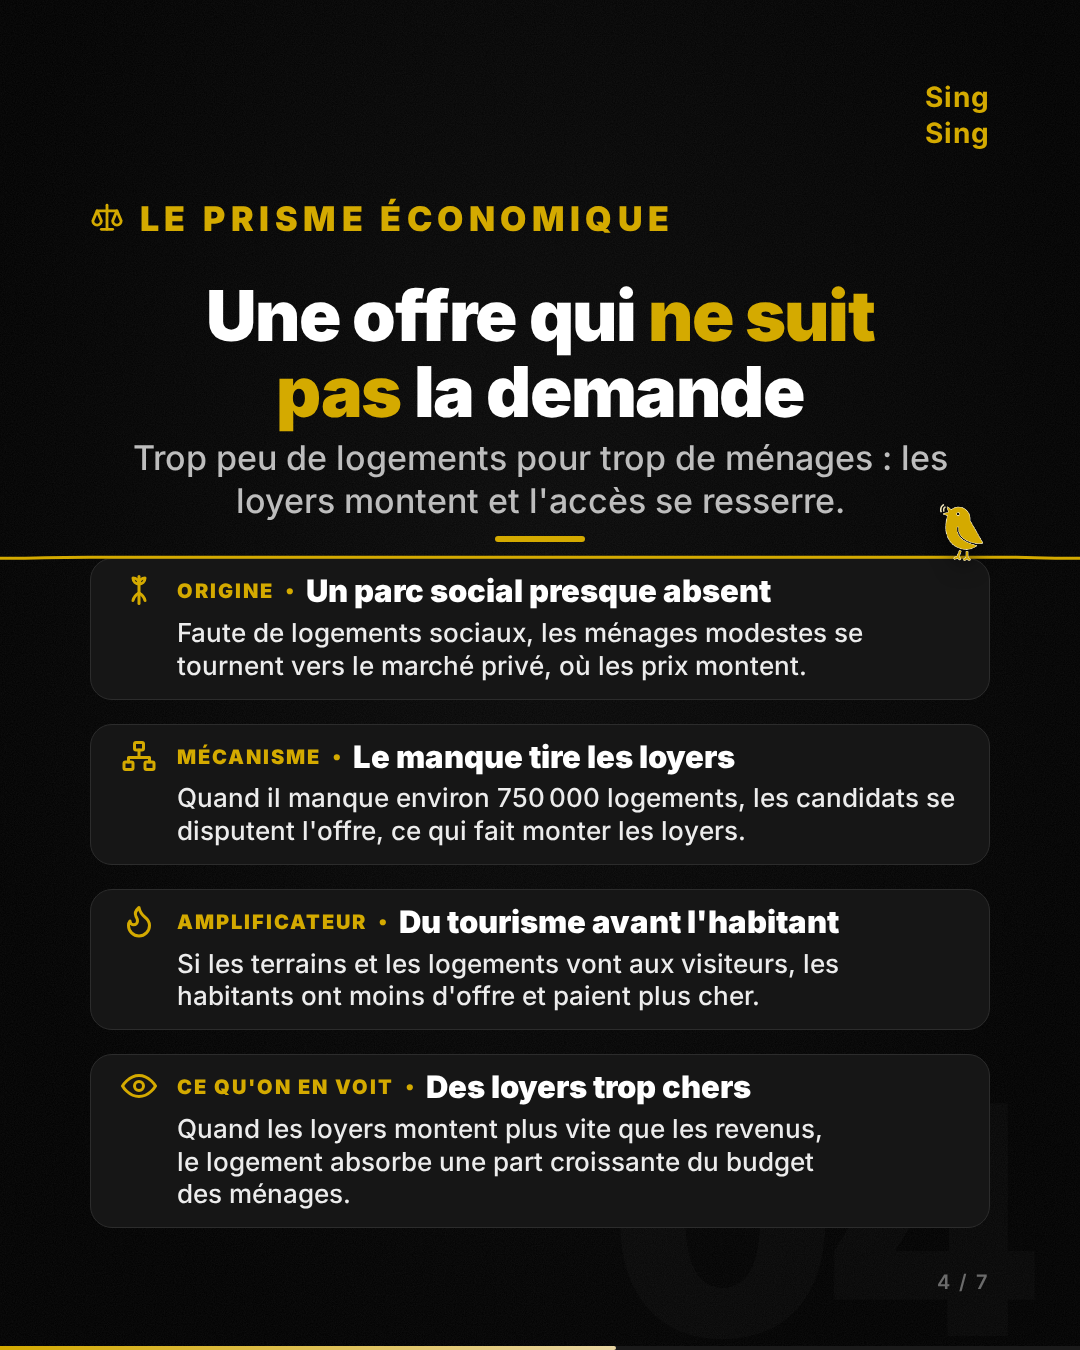 Sing
Sing
LE PRISME ÉCONOMIQUE
Une offre qui ne suit
pas la demande
Trop peu de logements pour trop de ménages : les
loyers montent et l'accès se resserre.
ORIGINE • Un parc social presque absent
Faute de logements sociaux, les ménages modestes se
tournent vers le marché privé, où les prix montent.
MÉCANISME • Le manque tire les loyers
Quand il manque environ 750 000 logements, les candidats se
disputent l'offre, ce qui fait monter les loyers.
AMPLIFICATEUR • Du tourisme avant l'habitant
Si les terrains et les logements vont aux visiteurs, les
habitants ont moins d'offre et paient plus cher.
CE QU'ON EN VOIT • Des loyers trop chers
Quand les loyers montent plus vite que les revenus,
le logement absorbe une part croissante du budget
des ménages.
04
4 / 7